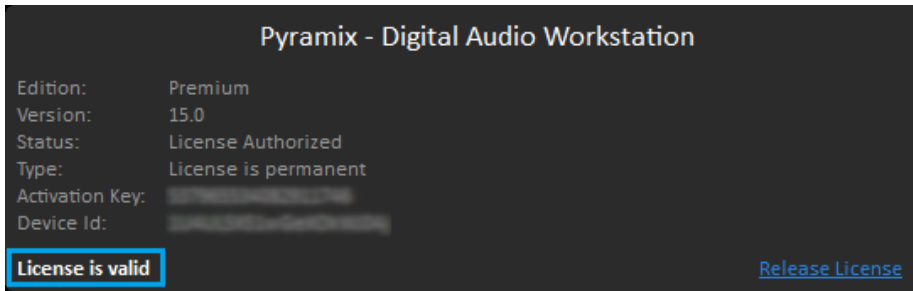 Pyramix - Digital Audio Workstation
Edition: Premium
Version: 15.0
Status: License Authorized
Type: License is permanent
Activation Key:
Device Id:
License is valid Release License